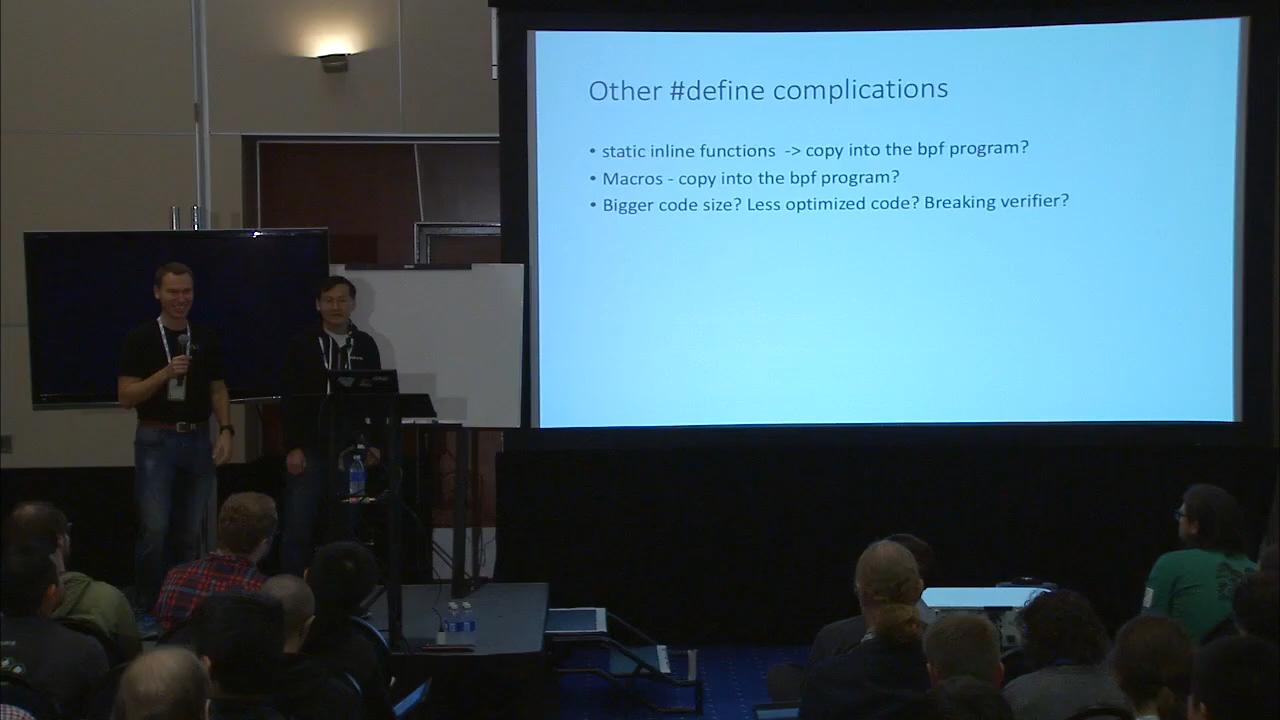 Other #define complications
• static inline functions -> copy into the bpf program?
• Macros - copy into the bpf program?
• Bigger code size? Less optimized code? Breaking verifier?